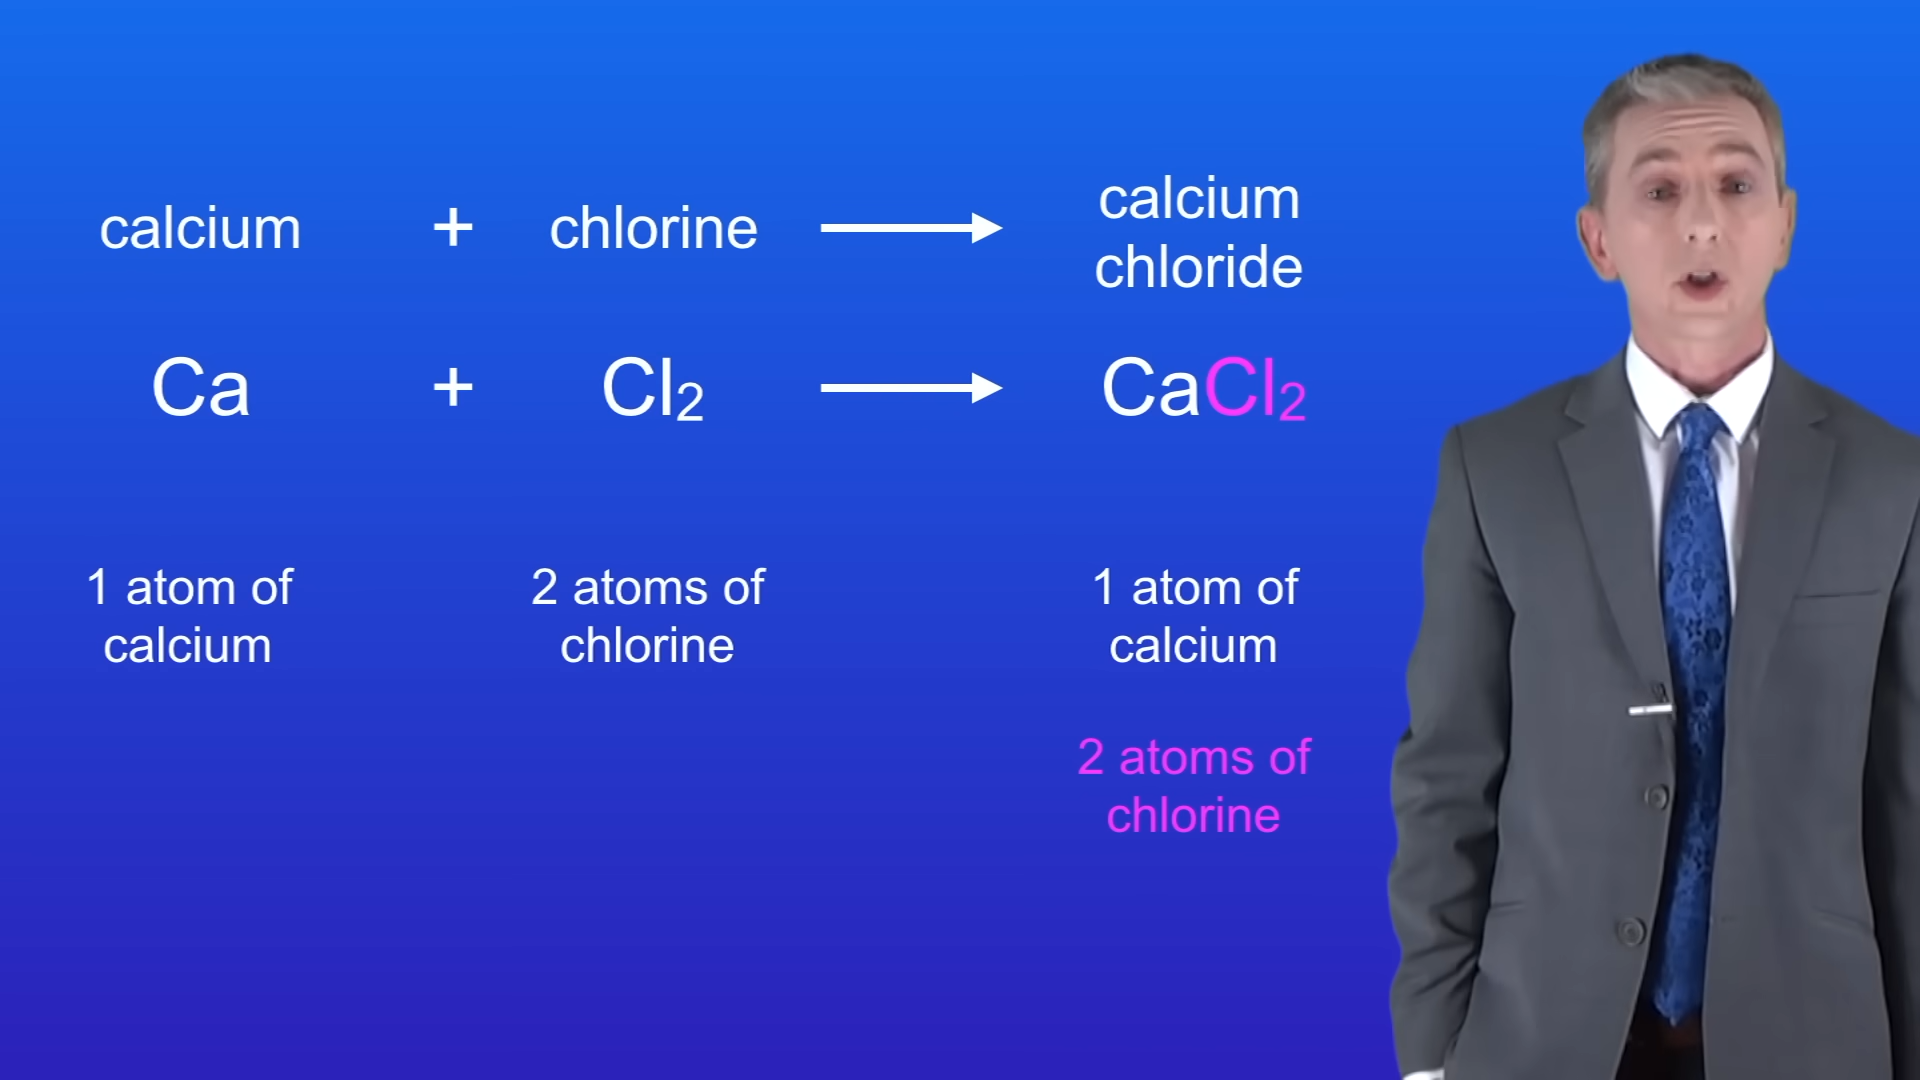 calcium + chlorine → calcium chloride
Ca + Cl₂ → CaCl₂
1 atom of
calcium
2 atoms of
chlorine
1 atom of
calcium
2 atoms of
chlorine